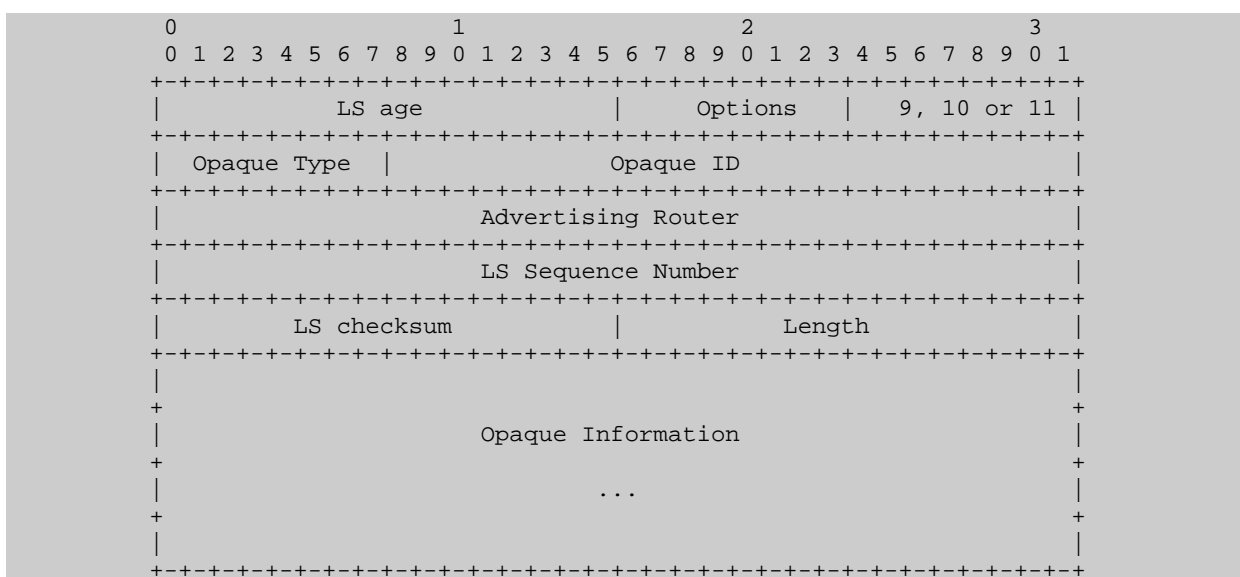 0                   1                   2                   3
0 1 2 3 4 5 6 7 8 9 0 1 2 3 4 5 6 7 8 9 0 1 2 3 4 5 6 7 8 9 0 1
+-+-+-+-+-+-+-+-+-+-+-+-+-+-+-+-+-+-+-+-+-+-+-+-+-+-+-+-+-+-+-+-+
|            LS age             |     Options   |   9, 10 or 11 |
+-+-+-+-+-+-+-+-+-+-+-+-+-+-+-+-+-+-+-+-+-+-+-+-+-+-+-+-+-+-+-+-+
|  Opaque Type  |               Opaque ID                       |
+-+-+-+-+-+-+-+-+-+-+-+-+-+-+-+-+-+-+-+-+-+-+-+-+-+-+-+-+-+-+-+-+
|                      Advertising Router                       |
+-+-+-+-+-+-+-+-+-+-+-+-+-+-+-+-+-+-+-+-+-+-+-+-+-+-+-+-+-+-+-+-+
|                      LS Sequence Number                       |
+-+-+-+-+-+-+-+-+-+-+-+-+-+-+-+-+-+-+-+-+-+-+-+-+-+-+-+-+-+-+-+-+
|         LS checksum           |           Length              |
+-+-+-+-+-+-+-+-+-+-+-+-+-+-+-+-+-+-+-+-+-+-+-+-+-+-+-+-+-+-+-+-+
|                                                               |
+                                                               +
|                      Opaque Information                       |
+                                                               +
|                              ...                              |
+                                                               +
|                                                               |
+-+-+-+-+-+-+-+-+-+-+-+-+-+-+-+-+-+-+-+-+-+-+-+-+-+-+-+-+-+-+-+-+